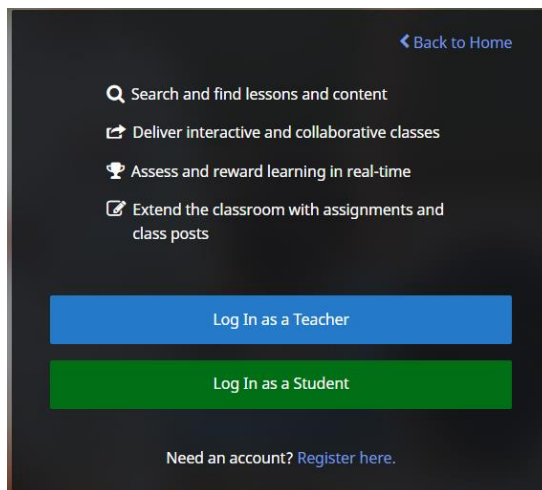 Back to Home
Search and find lessons and content
Deliver interactive and collaborative classes
Assess and reward learning in real-time
Extend the classroom with assignments and
class posts
Log In as a Teacher
Log In as a Student
Need an account? Register here.